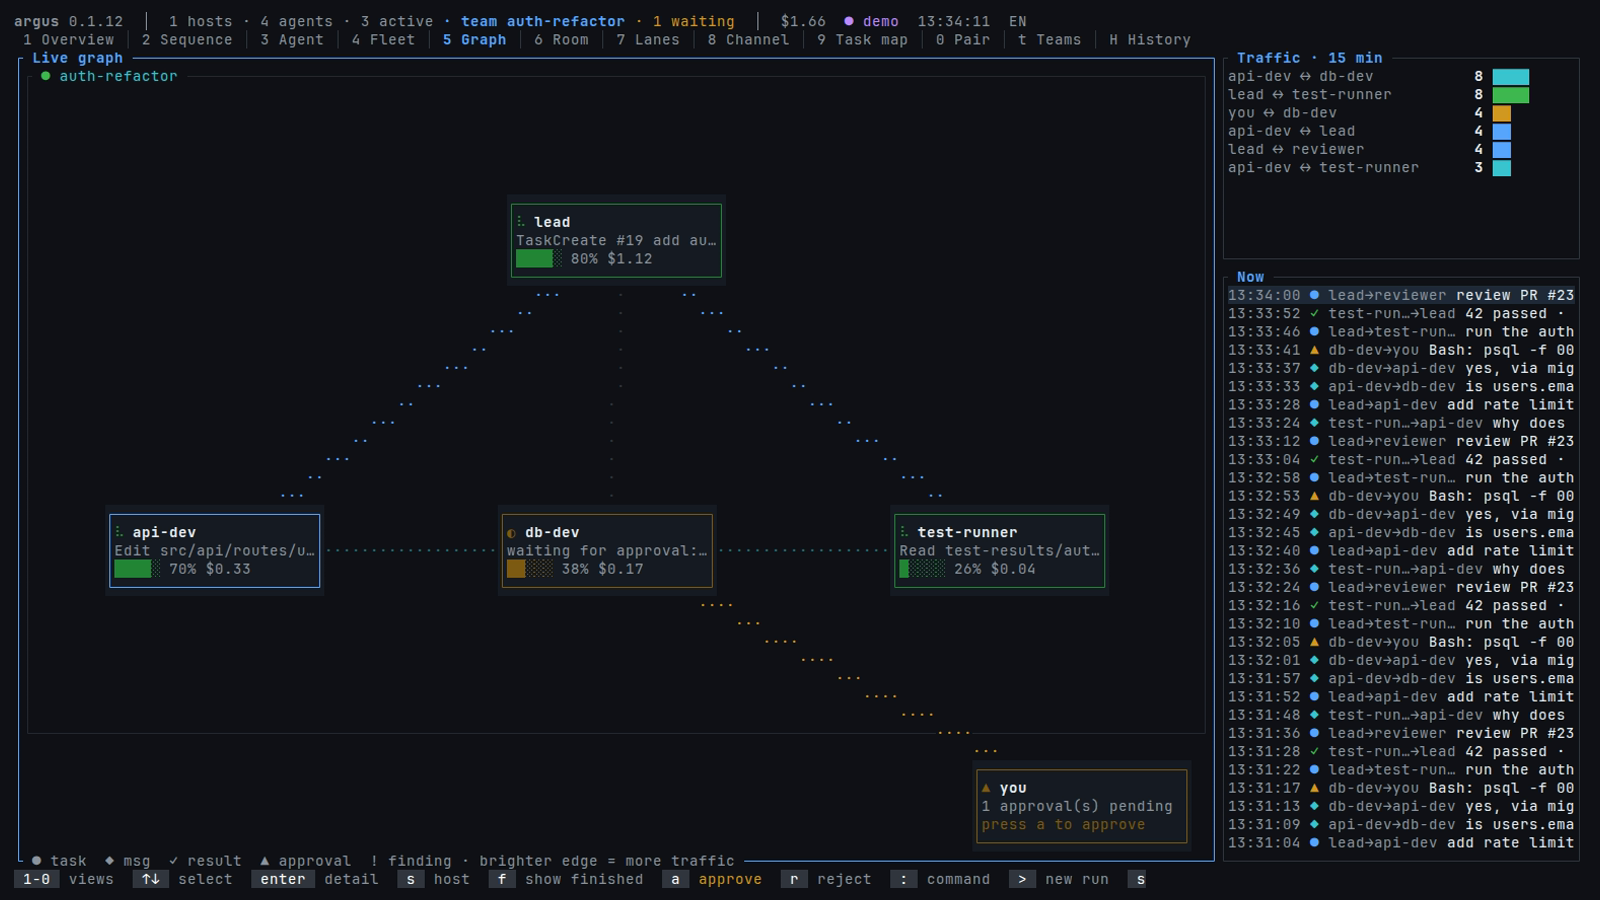 argus 0.1.12 │ 1 hosts · 4 agents · 3 active · team auth-refactor · 1 waiting │ $1.66 ● demo 13:34:11 EN
1 Overview │ 2 Sequence │ 3 Agent │ 4 Fleet │ 5 Graph │ 6 Room │ 7 Lanes │ 8 Channel │ 9 Task map │ 0 Pair │ t Teams │ H History
Live graph
● auth-refactor
lead
TaskCreate #19 add au…
80% $1.12
api-dev
Edit src/api/routes/u…
70% $0.33
◐ db-dev
waiting for approval:…
38% $0.17
test-runner
Read test-results/aut…
26% $0.04
▲ you
1 approval(s) pending
press a to approve
● task ◆ msg ✓ result ▲ approval ! finding · brighter edge = more traffic
Traffic · 15 min
api-dev ↔ db-dev 8
lead ↔ test-runner 8
you ↔ db-dev 4
api-dev ↔ lead 4
lead ↔ reviewer 4
api-dev ↔ test-runner 3
Now
13:34:00 ● lead→reviewer review PR #23
13:33:52 ✓ test-run…→lead 42 passed ·
13:33:46 ● lead→test-run… run the auth
13:33:41 ▲ db-dev→you Bash: psql -f 00
13:33:37 ◆ db-dev→api-dev yes, via mig
13:33:33 ◆ api-dev→db-dev is users.ema
13:33:28 ● lead→api-dev add rate limit
13:33:24 ◆ test-run…→api-dev why does
13:33:12 ● lead→reviewer review PR #23
13:33:04 ✓ test-run…→lead 42 passed ·
13:32:58 ● lead→test-run… run the auth
13:32:53 ▲ db-dev→you Bash: psql -f 00
13:32:49 ◆ db-dev→api-dev yes, via mig
13:32:45 ◆ api-dev→db-dev is users.ema
13:32:40 ● lead→api-dev add rate limit
13:32:36 ◆ test-run…→api-dev why does
13:32:24 ● lead→reviewer review PR #23
13:32:16 ✓ test-run…→lead 42 passed ·
13:32:10 ● lead→test-run… run the auth
13:32:05 ▲ db-dev→you Bash: psql -f 00
13:32:01 ◆ db-dev→api-dev yes, via mig
13:31:57 ◆ api-dev→db-dev is users.ema
13:31:52 ● lead→api-dev add rate limit
13:31:48 ◆ test-run…→api-dev why does
13:31:36 ● lead→reviewer review PR #23
13:31:28 ✓ test-run…→lead 42 passed ·
13:31:22 ● lead→test-run… run the auth
13:31:17 ▲ db-dev→you Bash: psql -f 00
13:31:13 ◆ db-dev→api-dev yes, via mig
13:31:09 ◆ api-dev→db-dev is users.ema
13:31:04 ● lead→api-dev add rate limit
1-0 views ↑↓ select enter detail s host f show finished a approve r reject : command > new run s